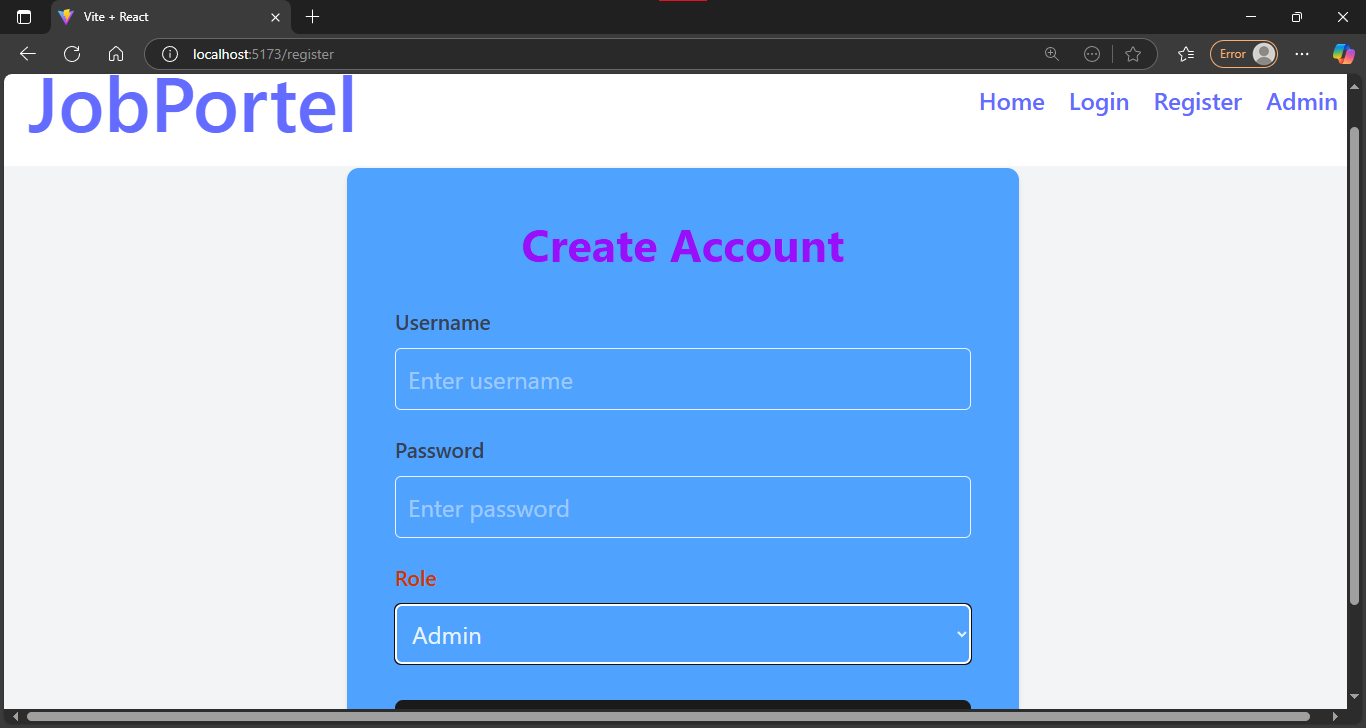 Vite + React
localhost:5173/register
Error
JobPortel
Home Login Register Admin
Create Account
Username
Enter username
Password
Enter password
Role
Admin